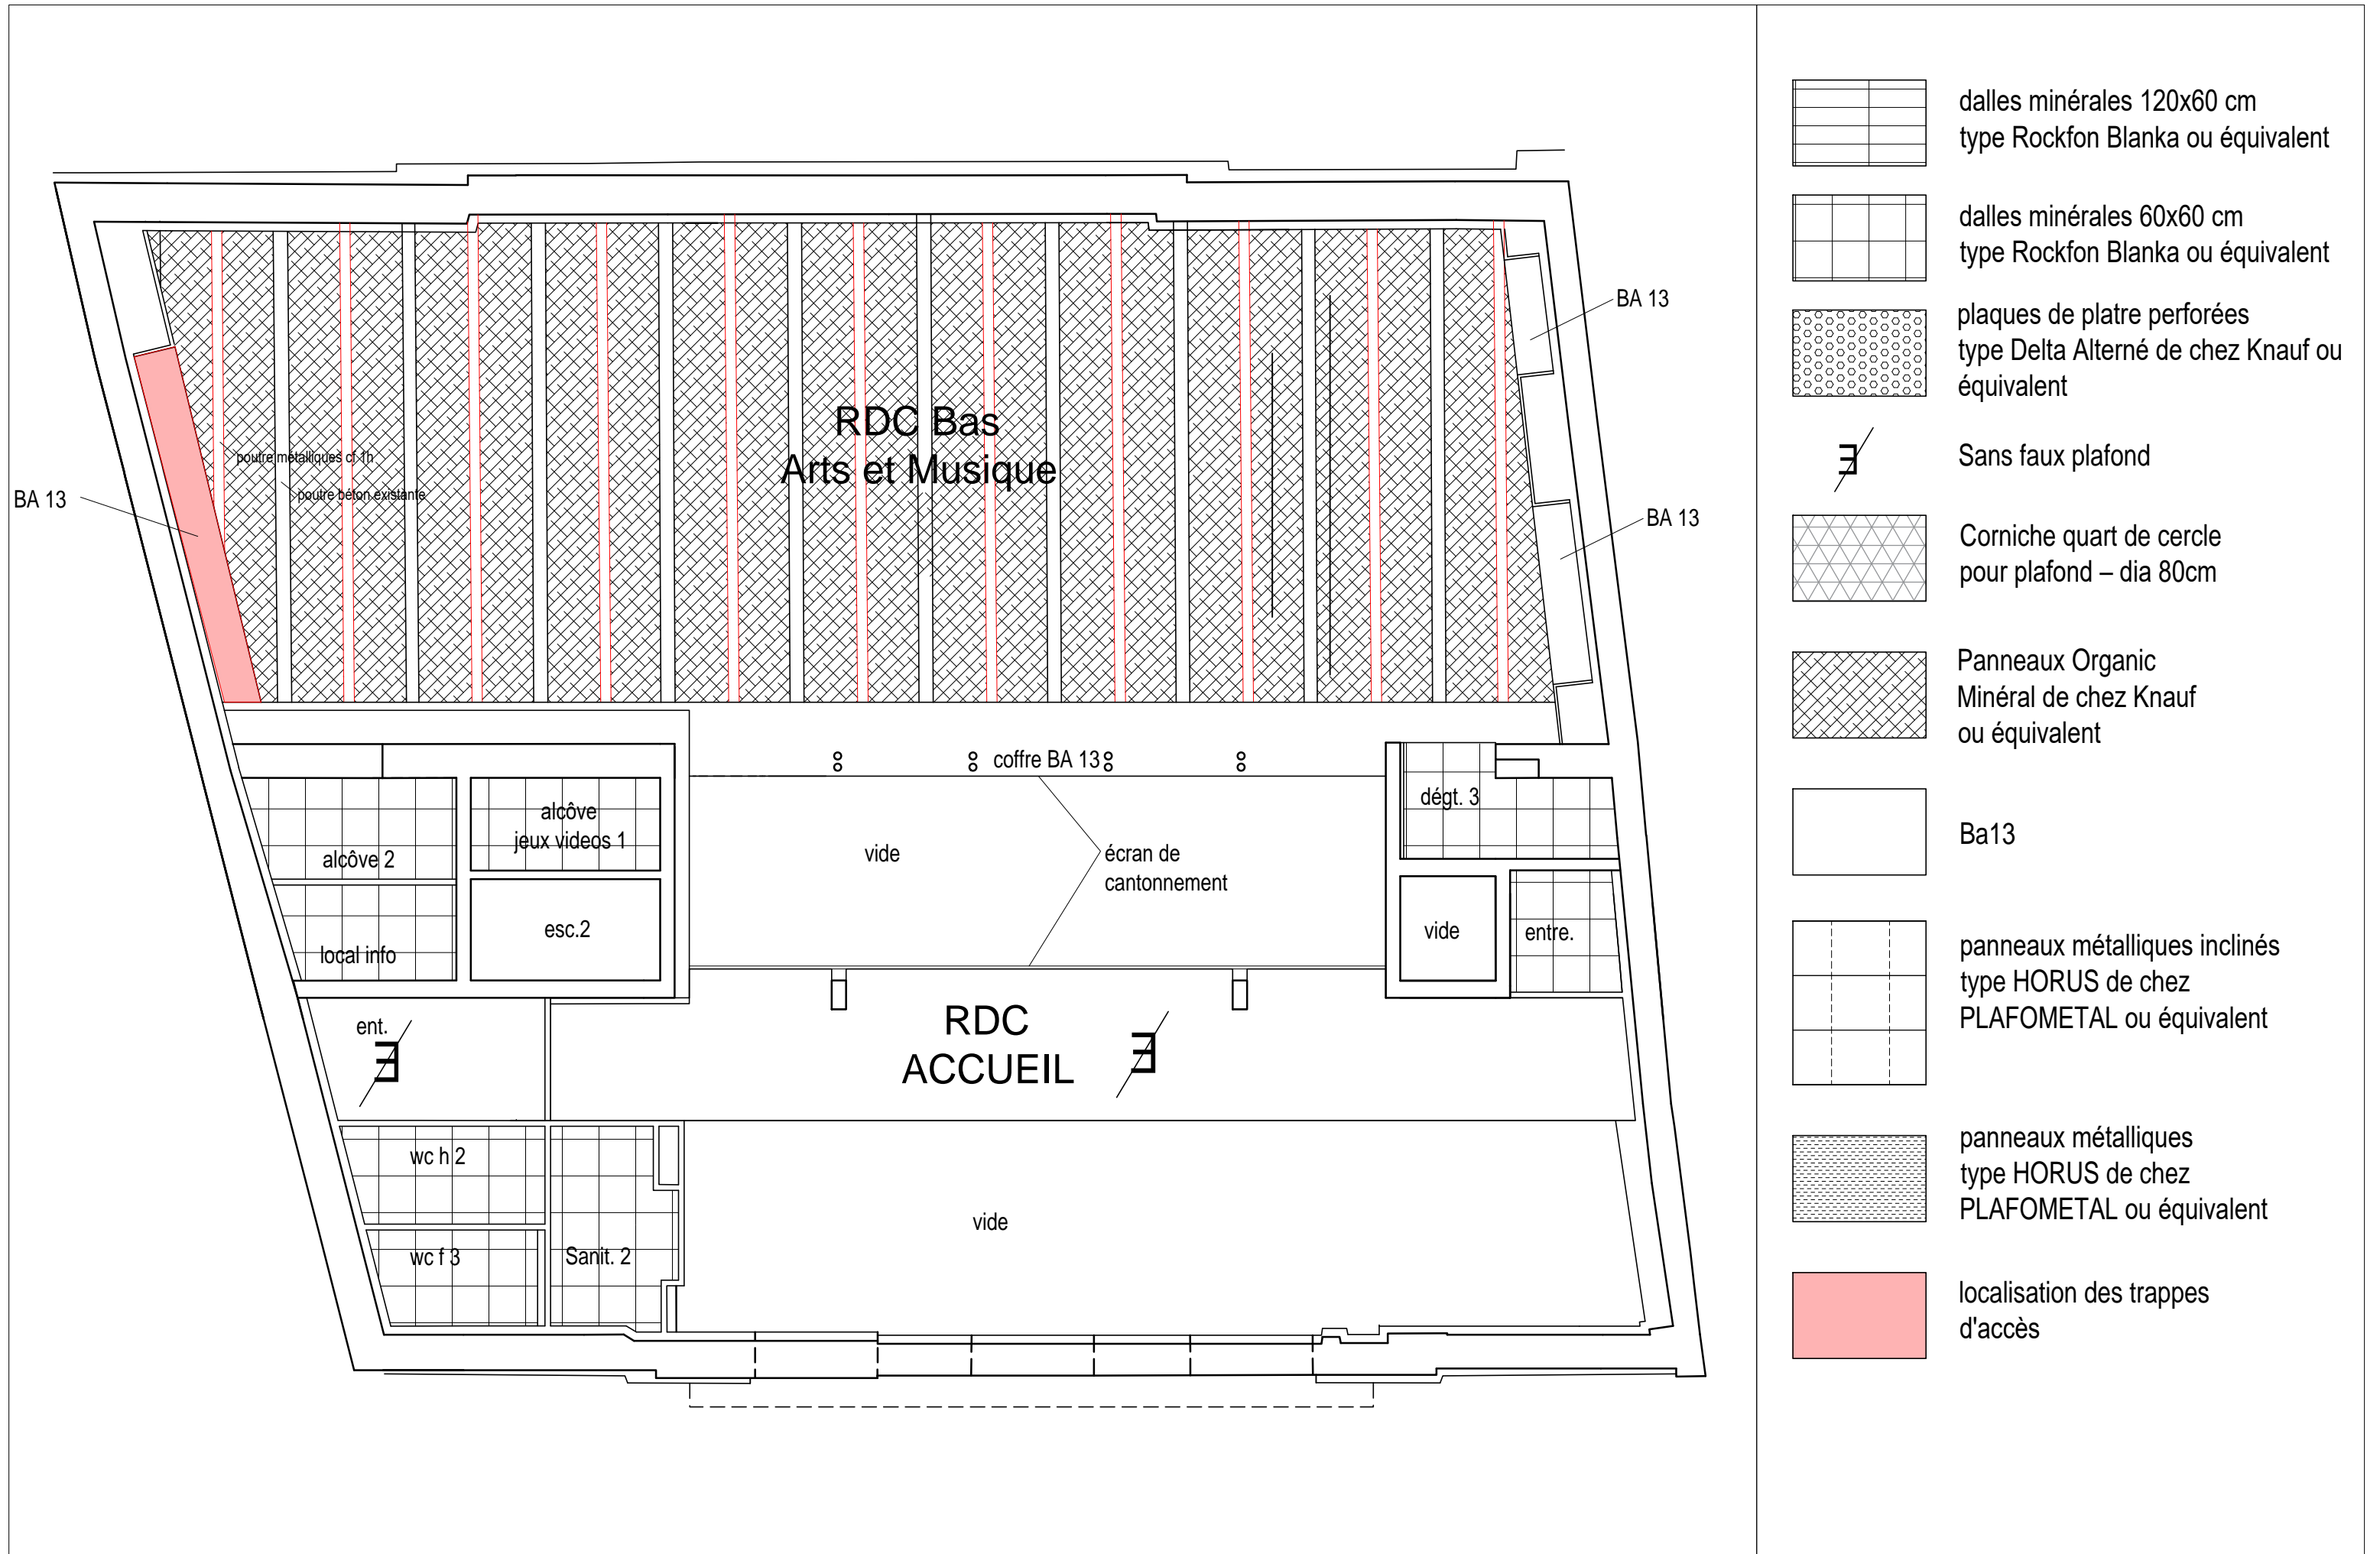 BA 13
RDC Bas
Arts et Musique
poutre métalliques cf 1h
poutre béton existante
BA 13
BA 13
coffre BA 13
alcôve
jeux videos 1
alcôve 2
vide
écran de
cantonnement
dégt. 3
esc.2
local info
vide
entre.
ent.
RDC
ACCUEIL
wc h 2
wc f 3
Sanit. 2
vide
dalles minérales 120x60 cm
type Rockfon Blanka ou équivalent
dalles minérales 60x60 cm
type Rockfon Blanka ou équivalent
plaques de platre perforées
type Delta Alterné de chez Knauf ou
équivalent
Sans faux plafond
Corniche quart de cercle
pour plafond – dia 80cm
Panneaux Organic
Minéral de chez Knauf
ou équivalent
Ba13
panneaux métalliques inclinés
type HORUS de chez
PLAFOMETAL ou équivalent
panneaux métalliques
type HORUS de chez
PLAFOMETAL ou équivalent
localisation des trappes
d'accès